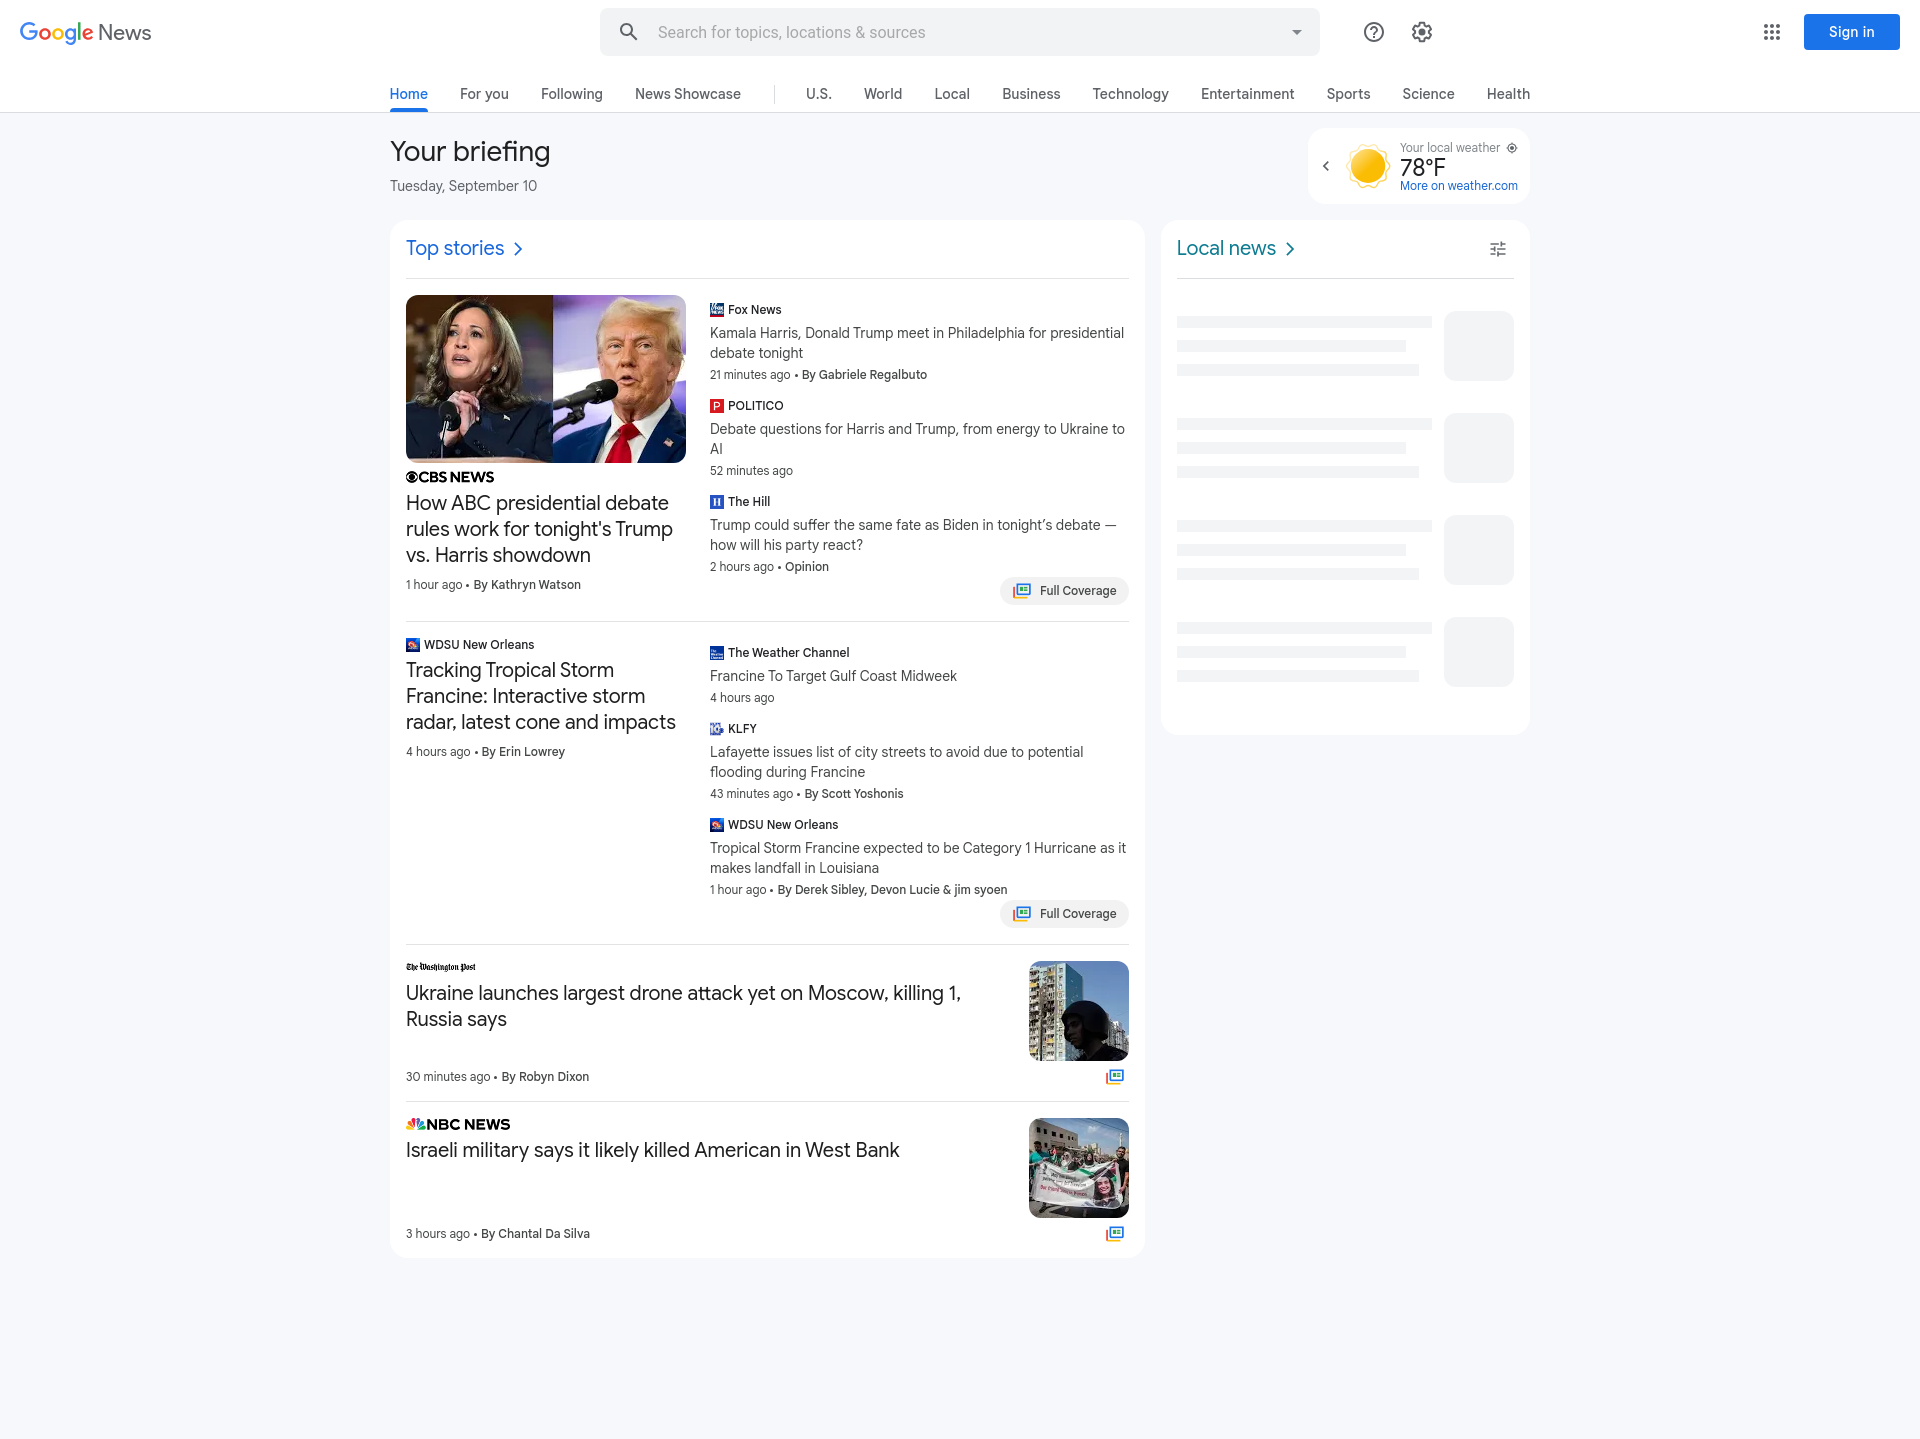 Google News
Search for topics, locations & sources
Sign in
Home
For you
Following
News Showcase
U.S.
World
Local
Business
Technology
Entertainment
Sports
Science
Health
Your briefing
Tuesday, September 10
Your local weather
78°F
More on weather.com
Top stories
CBS NEWS
How ABC presidential debate
rules work for tonight's Trump
vs. Harris showdown
1 hour ago • By Kathryn Watson
Fox News
Kamala Harris, Donald Trump meet in Philadelphia for presidential
debate tonight
21 minutes ago • By Gabriele Regalbuto
POLITICO
Debate questions for Harris and Trump, from energy to Ukraine to
AI
52 minutes ago
The Hill
Trump could suffer the same fate as Biden in tonight’s debate —
how will his party react?
2 hours ago • Opinion
Full Coverage
WDSU New Orleans
Tracking Tropical Storm
Francine: Interactive storm
radar, latest cone and impacts
4 hours ago • By Erin Lowrey
The Weather Channel
Francine To Target Gulf Coast Midweek
4 hours ago
KLFY
Lafayette issues list of city streets to avoid due to potential
flooding during Francine
43 minutes ago • By Scott Yoshonis
WDSU New Orleans
Tropical Storm Francine expected to be Category 1 Hurricane as it
makes landfall in Louisiana
1 hour ago • By Derek Sibley, Devon Lucie & jim syoen
Full Coverage
The Washington Post
Ukraine launches largest drone attack yet on Moscow, killing 1,
Russia says
30 minutes ago • By Robyn Dixon
NBC NEWS
Israeli military says it likely killed American in West Bank
3 hours ago • By Chantal Da Silva
Local news